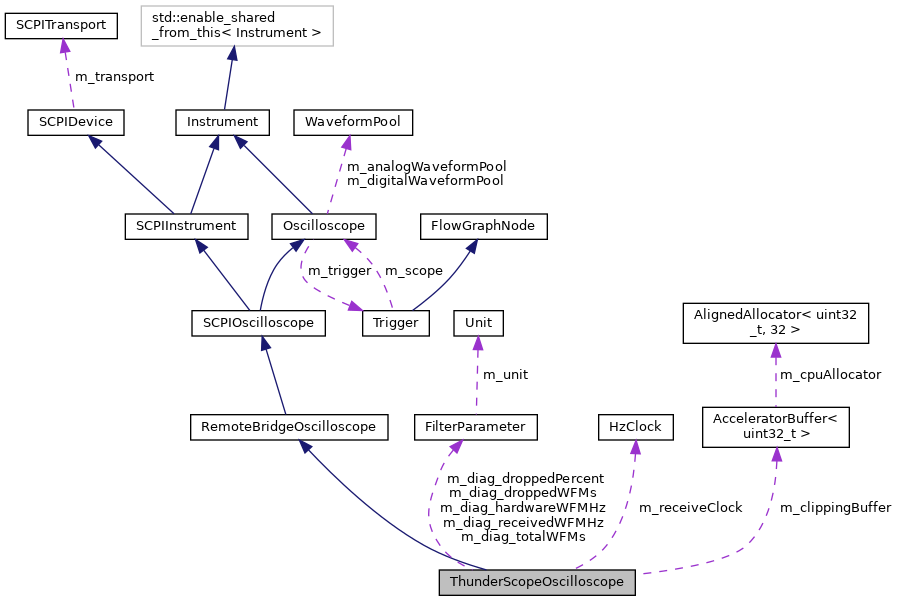 std::enable_shared
_from_this< Instrument >
SCPITransport
m_transport
SCPIDevice
Instrument
WaveformPool
m_analogWaveformPool
m_digitalWaveformPool
SCPIInstrument
Oscilloscope
FlowGraphNode
m_trigger
m_scope
SCPIOscilloscope
Trigger
Unit
AlignedAllocator< uint32
_t, 32 >
m_unit
m_cpuAllocator
RemoteBridgeOscilloscope
FilterParameter
HzClock
AcceleratorBuffer<
uint32_t >
m_diag_droppedPercent
m_diag_droppedWFMs
m_diag_hardwareWFMHz
m_diag_receivedWFMHz
m_diag_totalWFMs
m_receiveClock
m_clippingBuffer
ThunderScopeOscilloscope